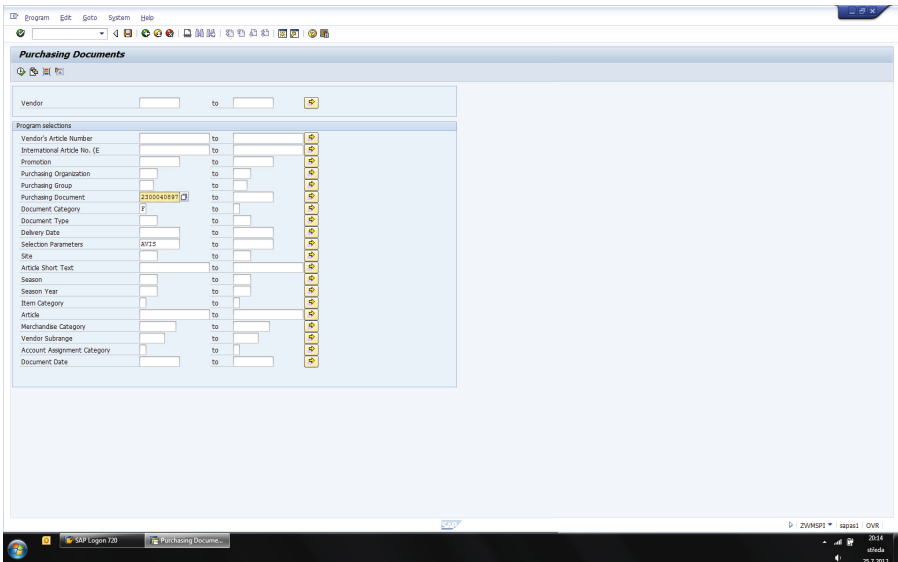 Program Edit Goto System Help
Purchasing Documents
Vendor to
Program selections
Vendor's Article Number to
International Article No. (E to
Promotion to
Purchasing Organization to
Purchasing Group to
Purchasing Document 2300040897 to
Document Category F to
Document Type to
Delivery Date to
Selection Parameters AVIS to
Site to
Article Short Text to
Season to
Season Year to
Item Category to
Article to
Merchandise Category to
Vendor Subrange to
Account Assignment Category to
Document Date to
SAP
ZWMSP1 sapas1 OVR
SAP Logon 720 Purchasing Docume...
20:14
středa
25.7.2012